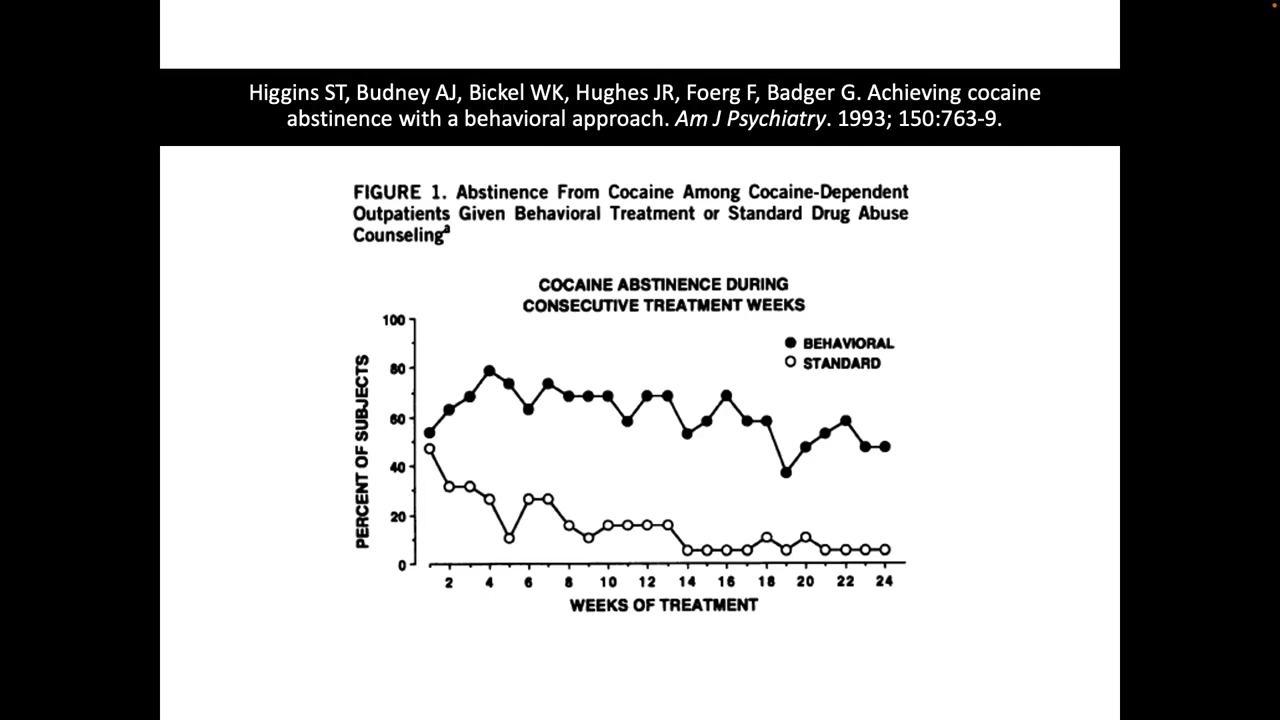 Higgins ST, Budney AJ, Bickel WK, Hughes JR, Foerg F, Badger G. Achieving cocaine
abstinence with a behavioral approach. Am J Psychiatry. 1993; 150:763-9.
FIGURE 1. Abstinence From Cocaine Among Cocaine-Dependent
Outpatients Given Behavioral Treatment or Standard Drug Abuse
Counselingᵃ
COCAINE ABSTINENCE DURING
CONSECUTIVE TREATMENT WEEKS
BEHAVIORAL
STANDARD
PERCENT OF SUBJECTS
100
80
60
40
20
0
2 4 6 8 10 12 14 16 18 20 22 24
WEEKS OF TREATMENT